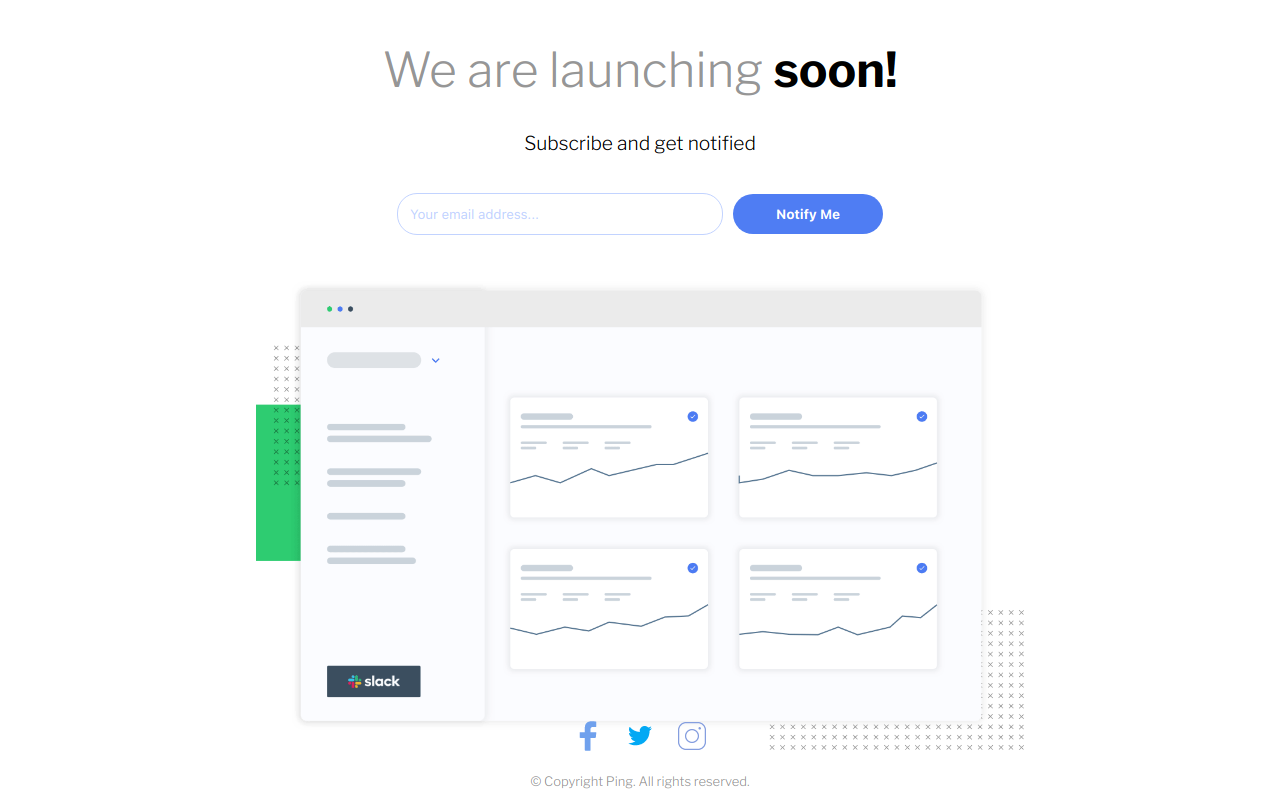 We are launching soon!
Subscribe and get notified
Your email address...
Notify Me
slack
© Copyright Ping. All rights reserved.